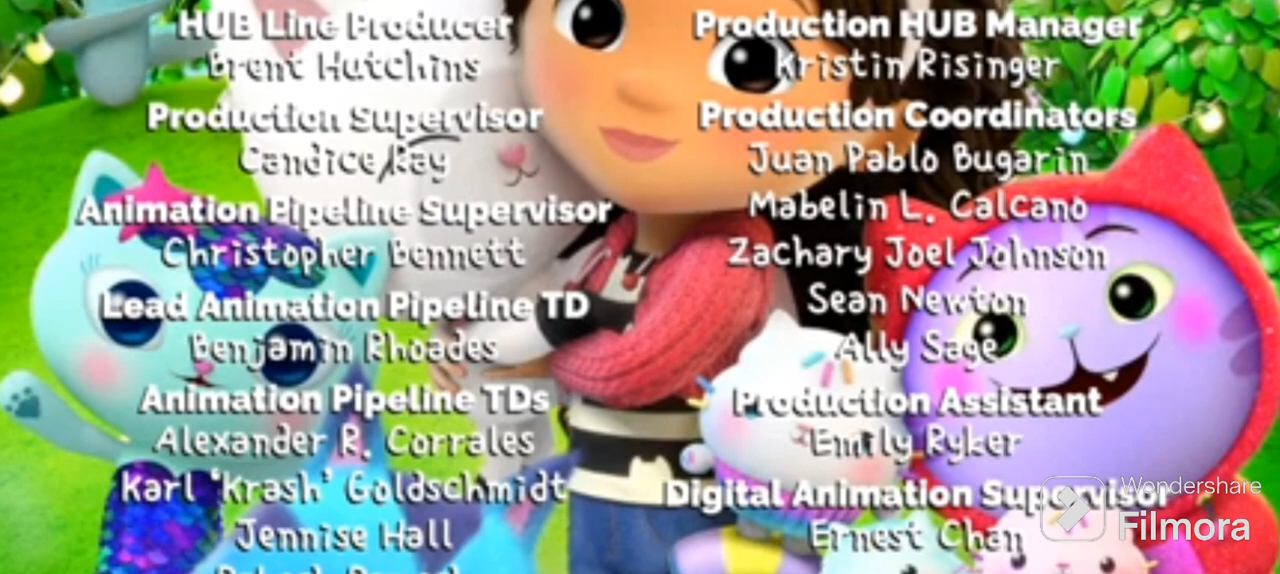 HUB Line Producer
Brent Hutchins
Production Supervisor
Candice Ray
Animation Pipeline Supervisor
Christopher Bennett
Lead Animation Pipeline TD
Benjamin Rhoades
Animation Pipeline TDs
Alexander R. Corrales
Karl 'Krash' Goldschmidt
Jennise Hall
Production HUB Manager
Kristin Risinger
Production Coordinators
Juan Pablo Bugarin
Mabelin L. Calcano
Zachary Joel Johnson
Sean Newton
Ally Sage
Production Assistant
Emily Ryker
Digital Animation Supervisor
Ernest Chan
Wondershare
Filmora